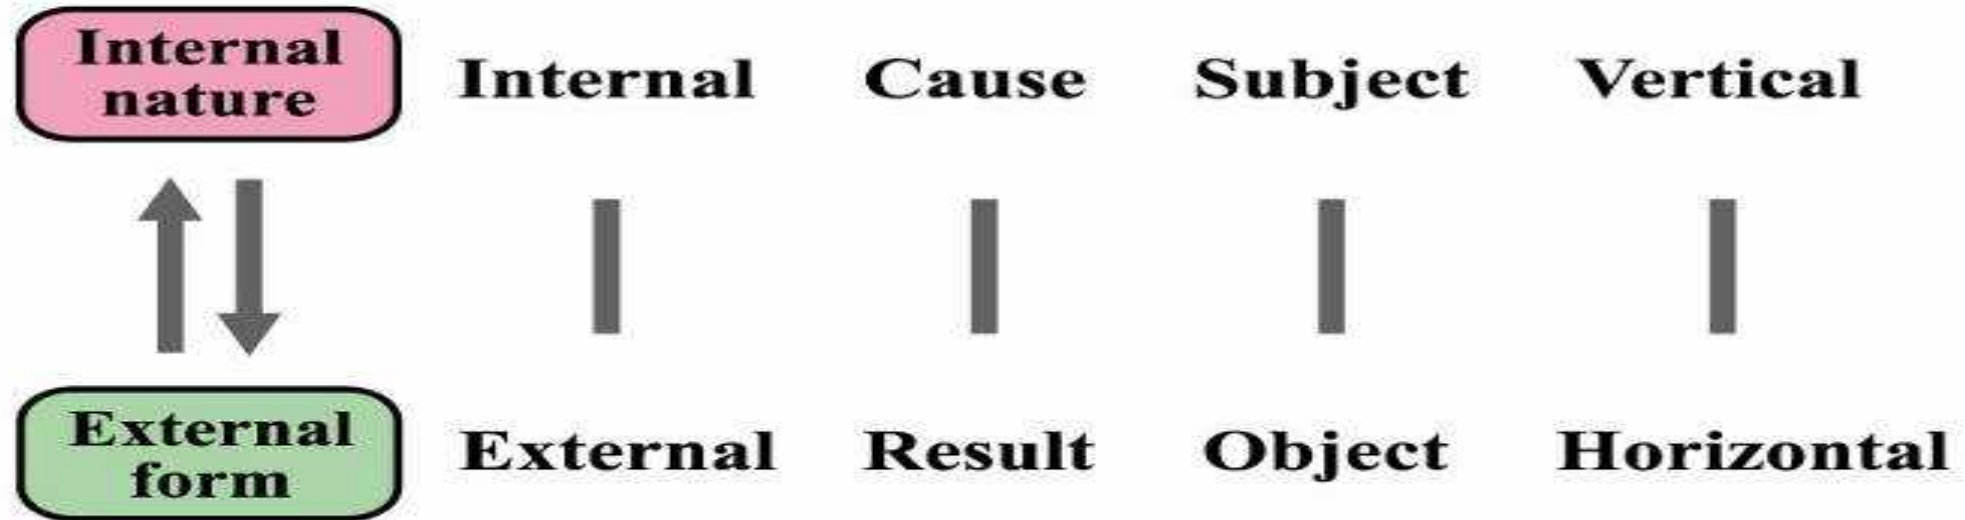 Internal
nature
Internal Cause Subject Vertical
External
form
External Result Object Horizontal